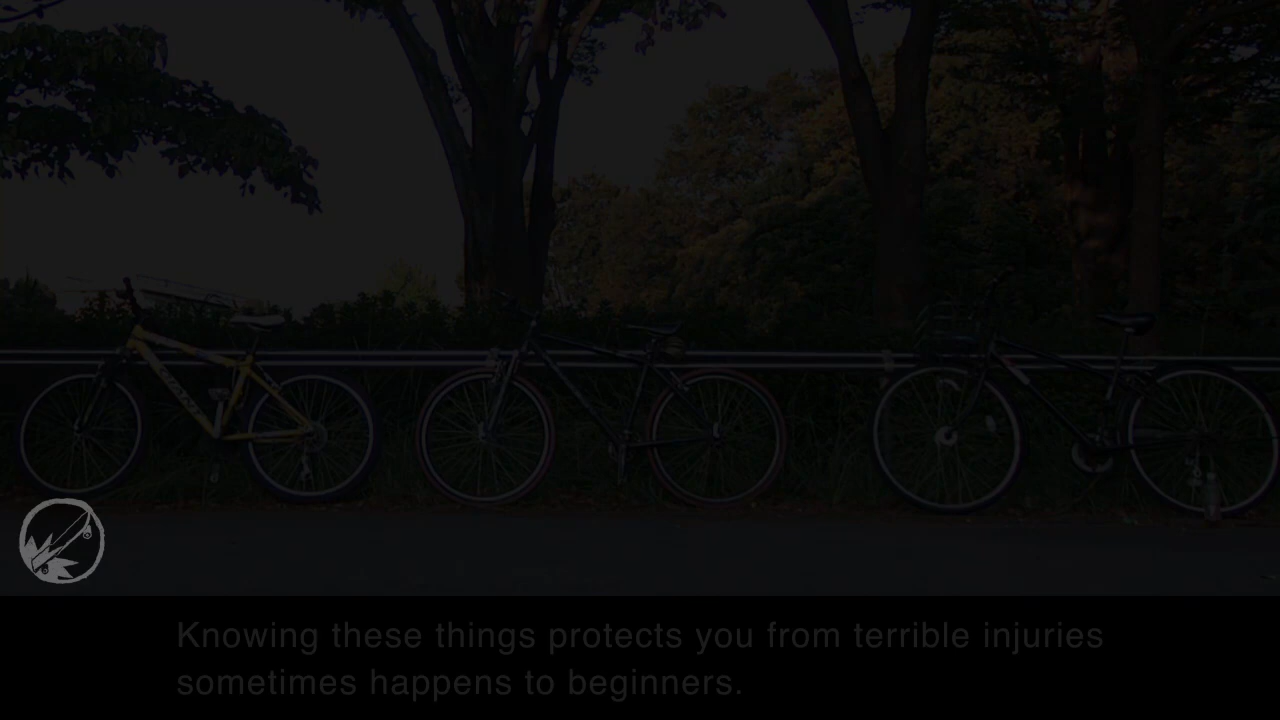 Knowing these things protects you from terrible injuries
sometimes happens to beginners.